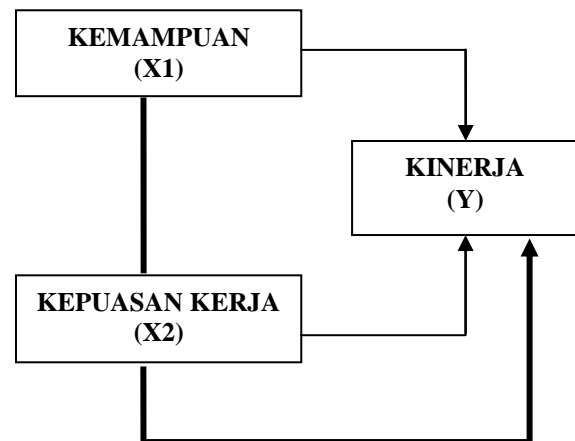 KEMAMPUAN
(X1)
KINERJA
(Y)
KEPUASAN KERJA
(X2)